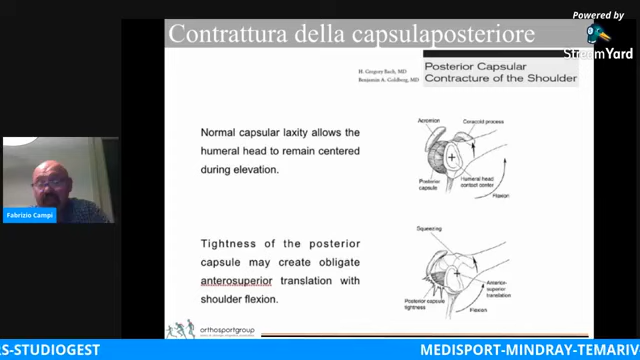 Powered by
StreamYard
Contrattura della capsulaposteriore
H. Gregory Bach, MD
Benjamin A. Goldberg, MD
Posterior Capsular
Contracture of the Shoulder
Normal capsular laxity allows the
humeral head to remain centered
during elevation.
Acromion
Coracoid process
Posterior
capsule
Humeral head
contact center
Flexion
Fabrizio Campi
Tightness of the posterior
capsule may create obligate
anterosuperior translation with
shoulder flexion.
Squeezing
Anterior-
superior
translation
Posterior capsule
tightness
Flexion
orthosportgroup
RS-STUDIOGEST
MEDISPORT-MINDRAY-TEMARIV